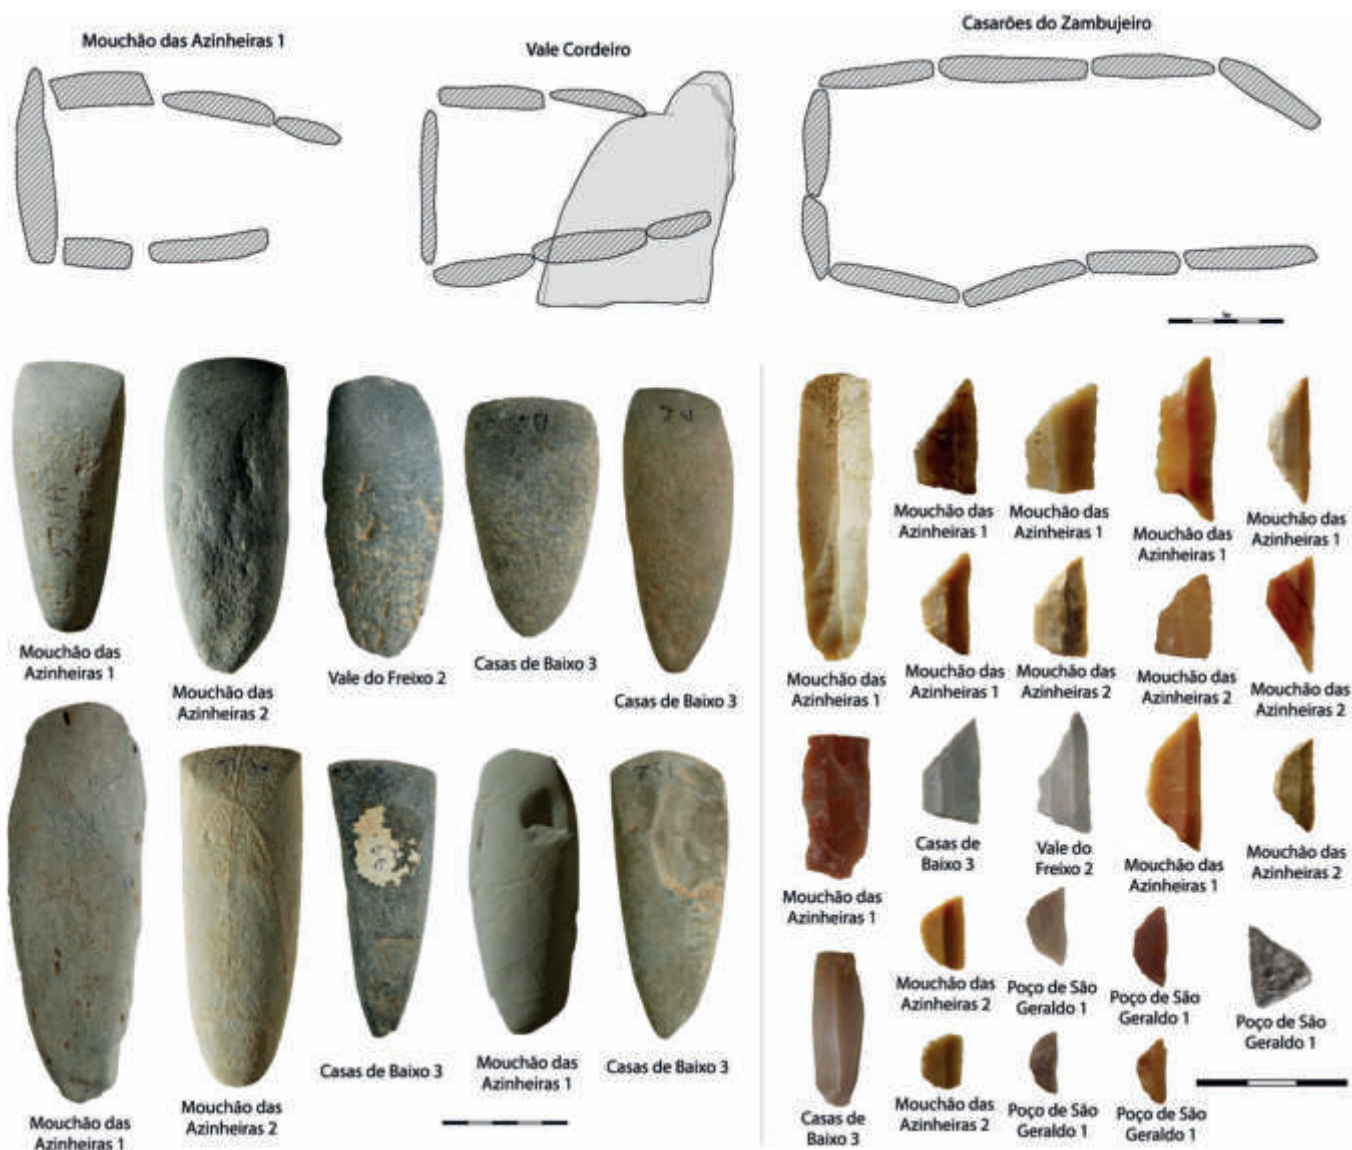 Mouchão das Azinheiras 1
Vale Cordeiro
Casarões do Zambujeiro
Mouchão das
Azinheiras 1
Mouchão das
Azinheiras 2
Vale do Freixo 2
Casas de Baixo 3
Casas de Baixo 3
Mouchão das
Azinheiras 1
Mouchão das
Azinheiras 2
Casas de Baixo 3
Mouchão das
Azinheiras 1
Casas de Baixo 3
Mouchão das
Azinheiras 1
Mouchão das
Azinheiras 1
Mouchão das
Azinheiras 1
Mouchão das
Azinheiras 1
Mouchão das
Azinheiras 1
Mouchão das
Azinheiras 1
Mouchão das
Azinheiras 2
Mouchão das
Azinheiras 2
Mouchão das
Azinheiras 2
Mouchão das
Azinheiras 1
Casas de
Baixo 3
Vale do
Freixo 2
Mouchão das
Azinheiras 1
Mouchão das
Azinheiras 2
Casas de
Baixo 3
Mouchão das
Azinheiras 2
Poço de São
Geraldo 1
Poço de São
Geraldo 1
Poço de São
Geraldo 1
Mouchão das
Azinheiras 2
Poço de São
Geraldo 1
Poço de São
Geraldo 1